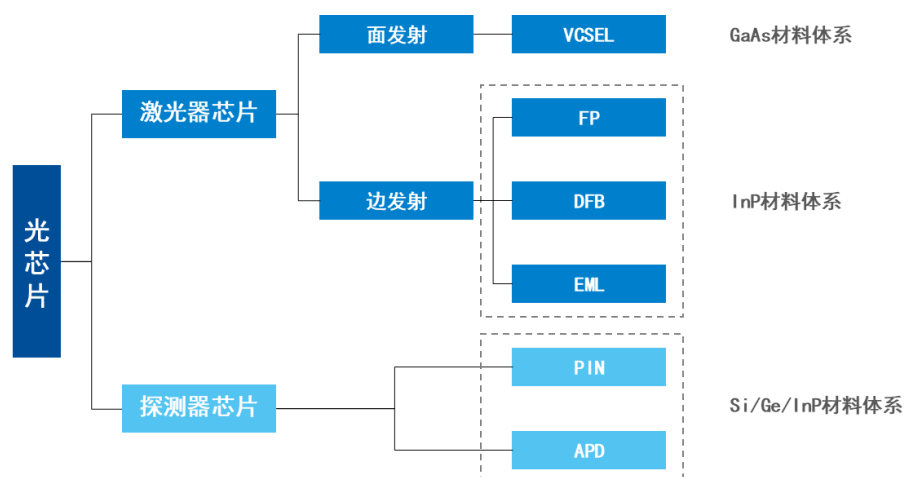 面发射
VCSEL
GaAs材料体系
激光器芯片
FP
边发射
DFB
InP材料体系
EML
光芯片
PIN
探测器芯片
Si/Ge/InP材料体系
APD